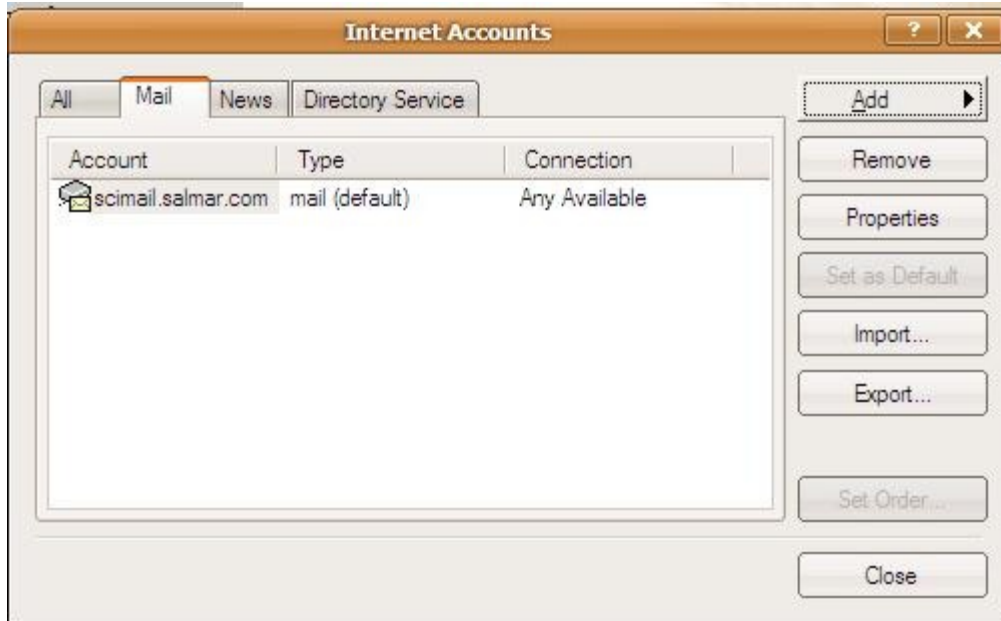 Internet Accounts ? X
All Mail News Directory Service
Add
Account Type Connection
Remove
scimail.salmar.com mail (default) Any Available
Properties
Set as Default
Import...
Export...
Set Order...
Close